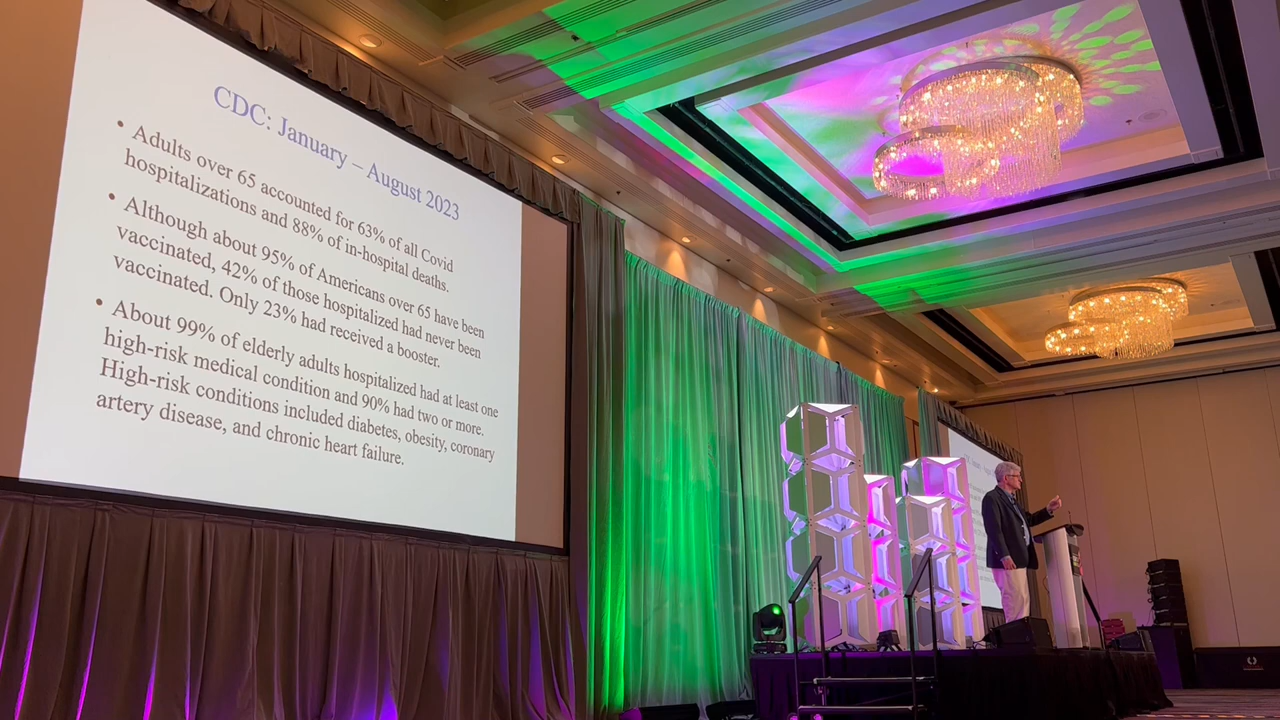 CDC: January – August 2023
• Adults over 65 accounted for 63% of all Covid
hospitalizations and 88% of in-hospital deaths.
• Although about 95% of Americans over 65 have been
vaccinated, 42% of those hospitalized had never been
vaccinated. Only 23% had received a booster.
• About 99% of elderly adults hospitalized had at least one
high-risk medical condition and 90% had two or more.
High-risk conditions included diabetes, obesity, coronary
artery disease, and chronic heart failure.